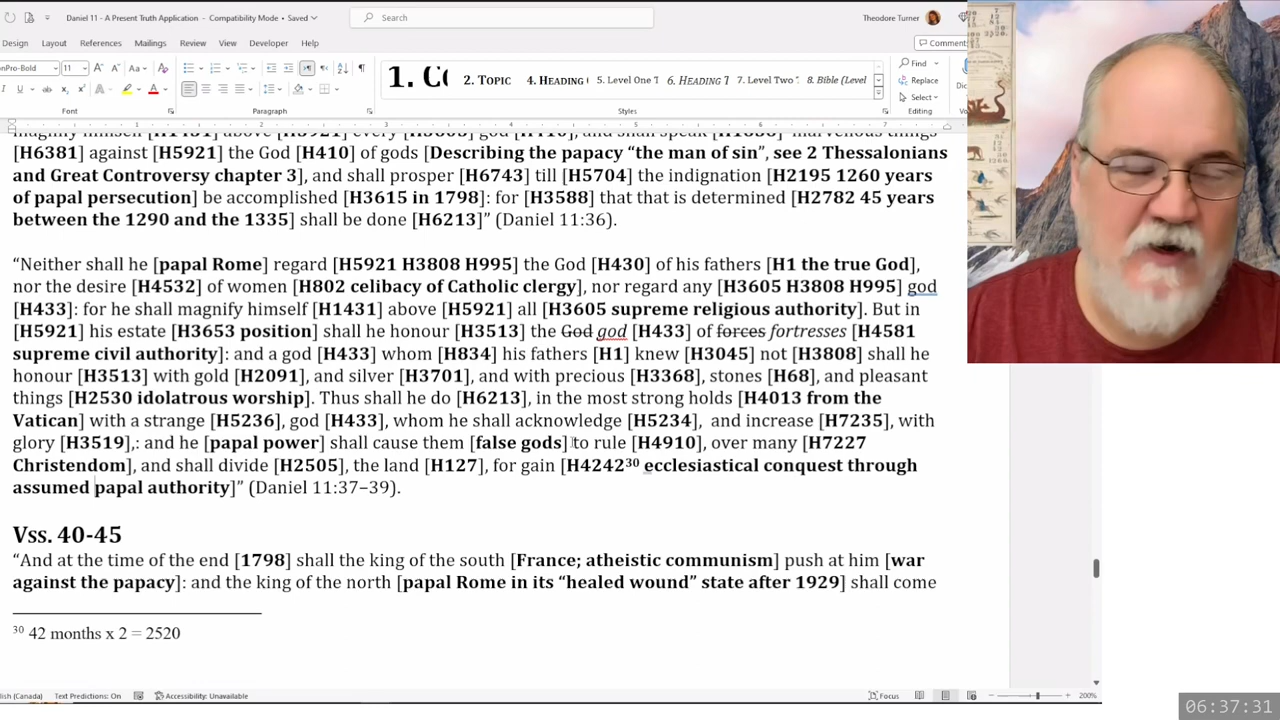 Daniel 11 - A Present Truth Application - Compatibility Mode • Saved
Search
Theodore Turner
Design Layout References Mailings Review View Developer Help
Comment
nPro-Bold 11 Aa
Find
Replace
Select
1. 2. TOPIC HEADING 5. Level One 6. HEADING 7. Level Two 8. Bible (Level
Font Paragraph Styles Editing
[H6381] against [H5921] the God [H410] of gods [Describing the papacy “the man of sin”, see 2 Thessalonians
and Great Controversy chapter 3], and shall prosper [H6743] till [H5704] the indignation [H2195 1260 years
of papal persecution] be accomplished [H3615 in 1798]: for [H3588] that that is determined [H2782 45 years
between the 1290 and the 1335] shall be done [H6213]” (Daniel 11:36).
“Neither shall he [papal Rome] regard [H5921 H3808 H995] the God [H430] of his fathers [H1 the true God],
nor the desire [H4532] of women [H802 celibacy of Catholic clergy], nor regard any [H3605 H3808 H995] god
[H433]: for he shall magnify himself [H1431] above [H5921] all [H3605 supreme religious authority]. But in
[H5921] his estate [H3653 position] shall he honour [H3513] the God god [H433] of forces fortresses [H4581
supreme civil authority]: and a god [H433] whom [H834] his fathers [H1] knew [H3045] not [H3808] shall he
honour [H3513] with gold [H2091], and silver [H3701], and with precious [H3368], stones [H68], and pleasant
things [H2530 idolatrous worship]. Thus shall he do [H6213], in the most strong holds [H4013 from the
Vatican] with a strange [H5236], god [H433], whom he shall acknowledge [H5234], and increase [H7235], with
glory [H3519],: and he [papal power] shall cause them [false gods] to rule [H4910], over many [H7227
Christendom], and shall divide [H2505], the land [H127], for gain [H4242³⁰ ecclesiastical conquest through
assumed papal authority]” (Daniel 11:37–39).
Vss. 40-45
“And at the time of the end [1798] shall the king of the south [France; atheistic communism] push at him [war
against the papacy]: and the king of the north [papal Rome in its “healed wound” state after 1929] shall come
³⁰ 42 months x 2 = 2520
lish (Canada) Text Predictions: On Accessibility: Unavailable Focus 200%
06:37:31